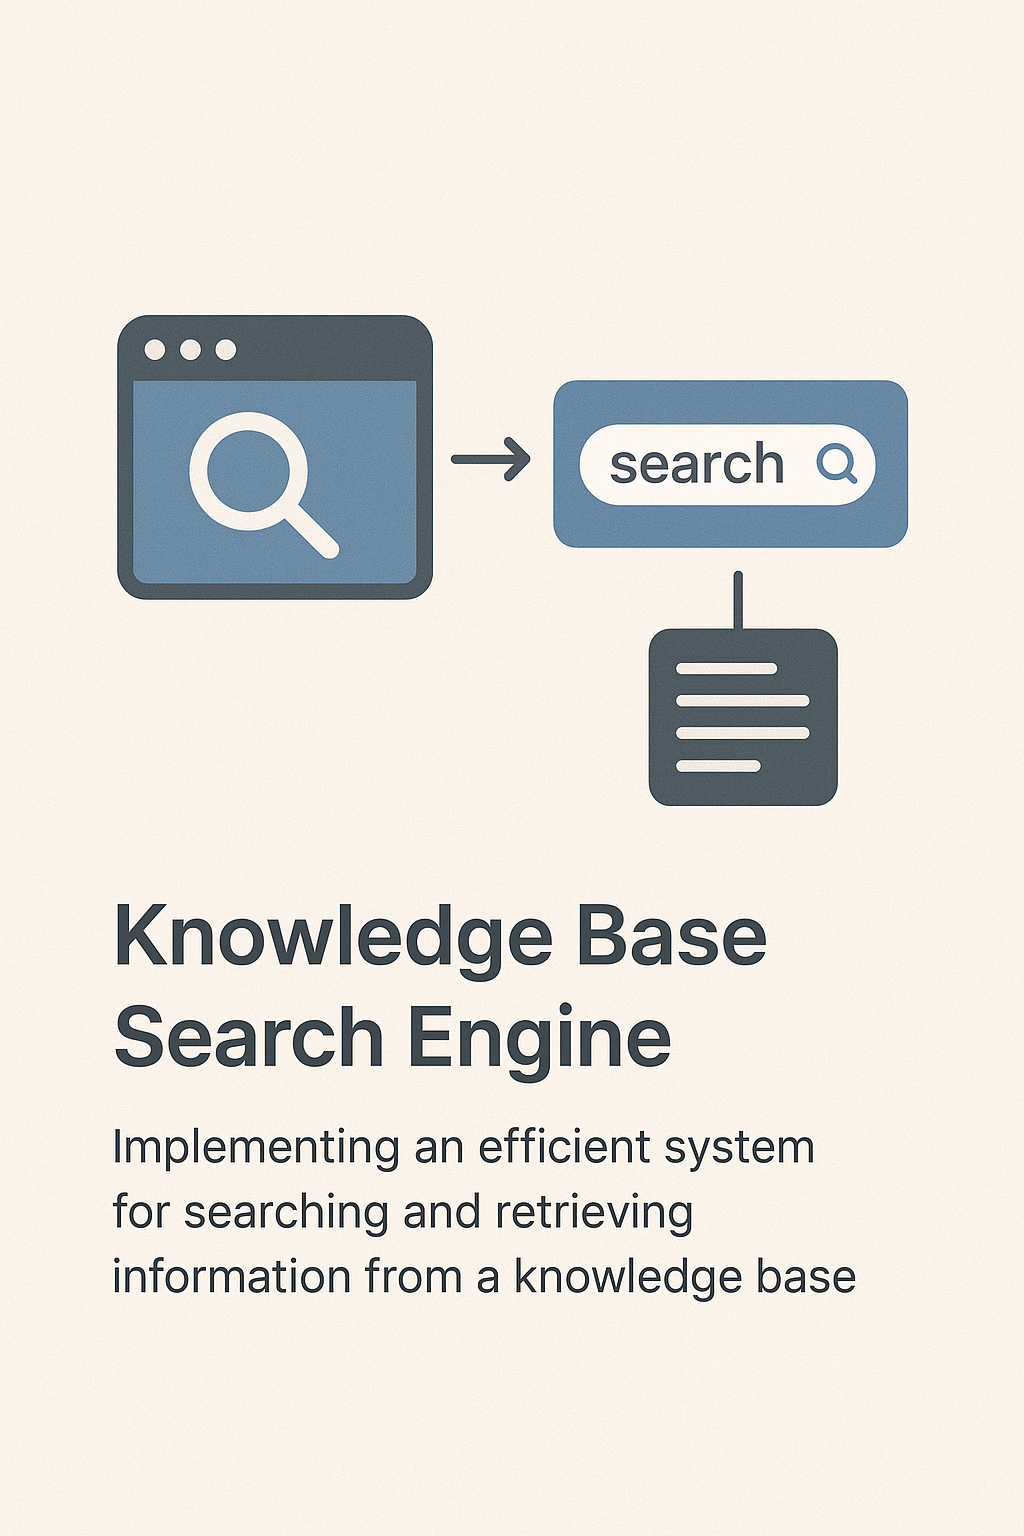 search
Knowledge Base
Search Engine
Implementing an efficient system
for searching and retrieving
information from a knowledge base